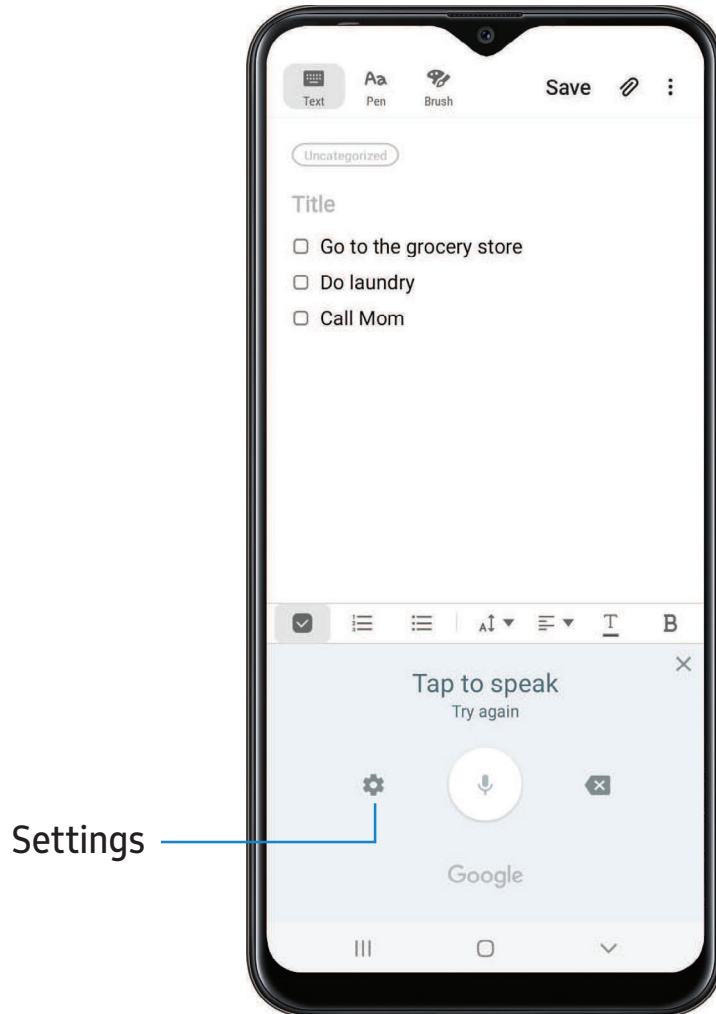 Text
Pen
Brush
Save
Uncategorized
Title
Go to the grocery store
Do laundry
Call Mom
B
Tap to speak
Try again
Settings
Google